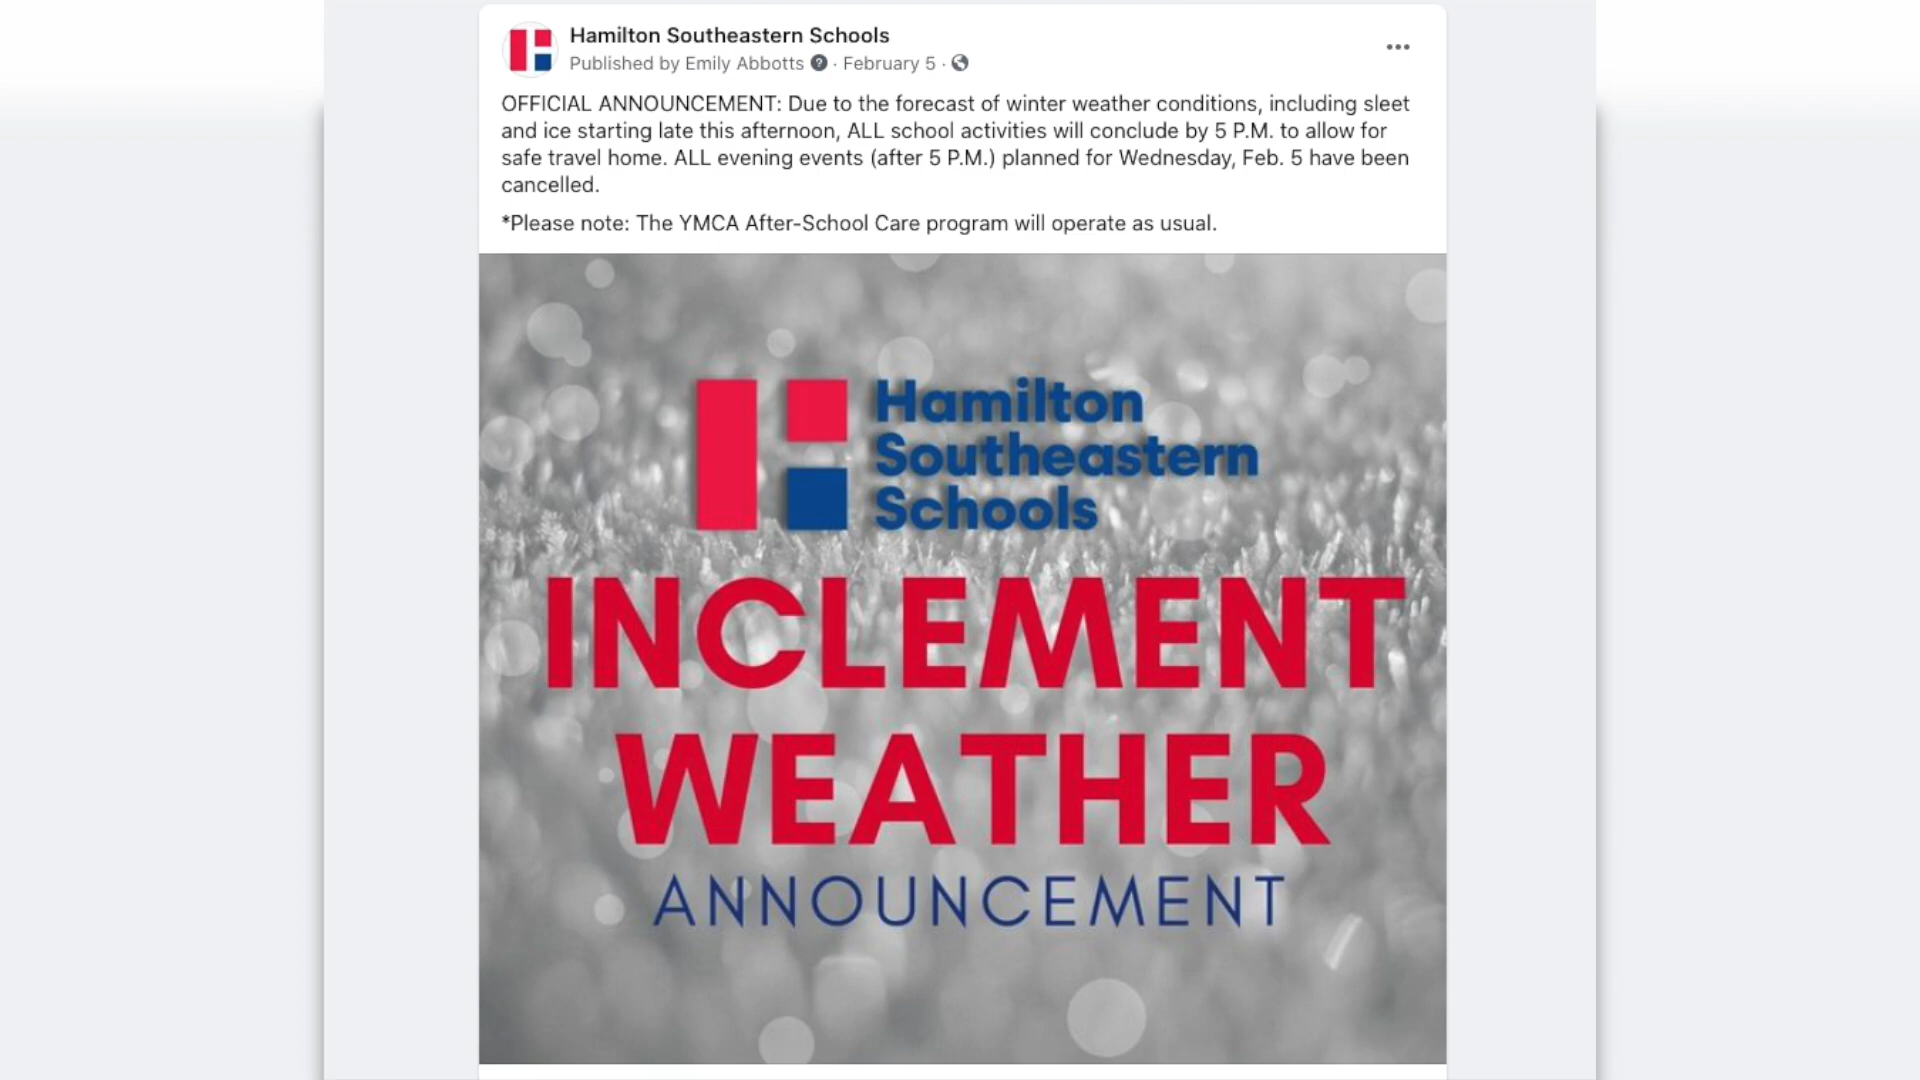 Hamilton Southeastern Schools
Published by Emily Abbotts · February 5 ·
OFFICIAL ANNOUNCEMENT: Due to the forecast of winter weather conditions, including sleet
and ice starting late this afternoon, ALL school activities will conclude by 5 P.M. to allow for
safe travel home. ALL evening events (after 5 P.M.) planned for Wednesday, Feb. 5 have been
cancelled.
*Please note: The YMCA After-School Care program will operate as usual.
Hamilton
Southeastern
Schools
INCLEMENT
WEATHER
ANNOUNCEMENT